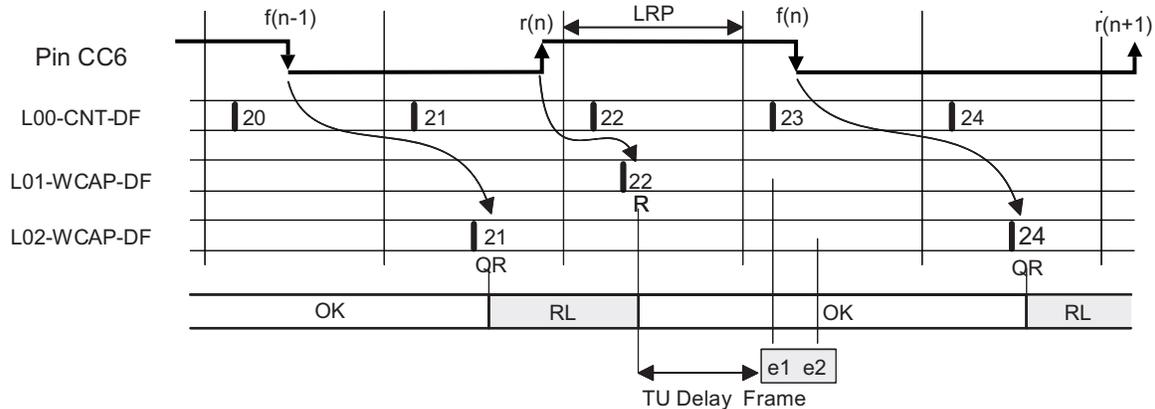 f(n-1) r(n) LRP f(n) r(n+1)
Pin CC6
L00-CNT-DF 20 21 22 23 24
L01-WCAP-DF 22
R
L02-WCAP-DF 21 24
QR QR
OK RL OK RL
e1 e2
TU Delay Frame